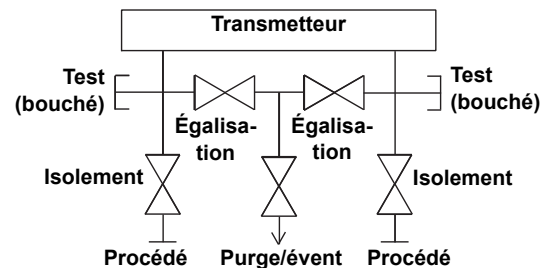 Transmetteur
Test
(bouché)
Test
(bouché)
Égalisa-
tion
Égalisa-
tion
Isolement
Isolement
Procédé
Purge/évent
Procédé